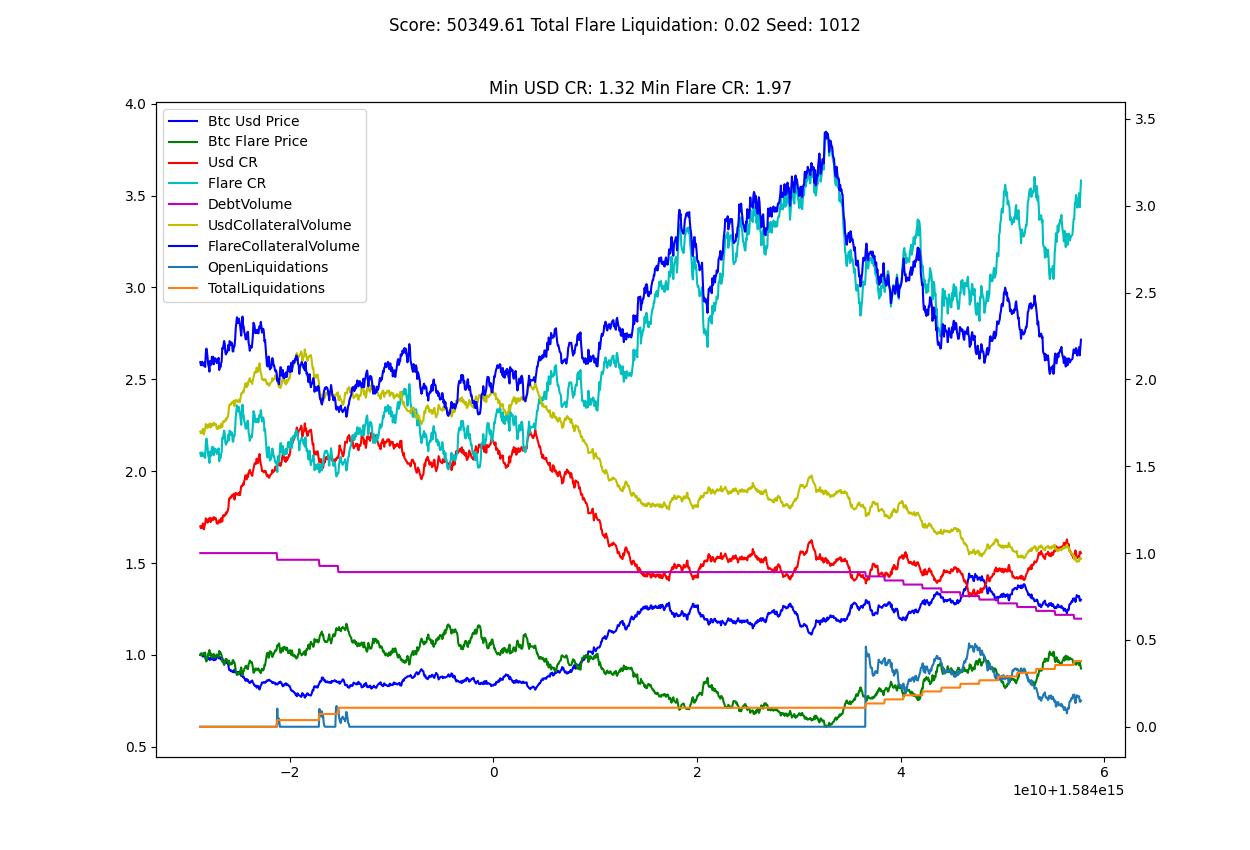 Score: 50349.61 Total Flare Liquidation: 0.02 Seed: 1012
Min USD CR: 1.32 Min Flare CR: 1.97
4.0
3.5
3.0
2.5
2.0
1.5
1.0
0.5
Btc Usd Price
Btc Flare Price
Usd CR
Flare CR
DebtVolume
UsdCollateralVolume
FlareCollateralVolume
OpenLiquidations
TotalLiquidations
3.5
3.0
2.5
2.0
1.5
1.0
0.5
0.0
−2 0 2 4 6
1e10+1.584e15